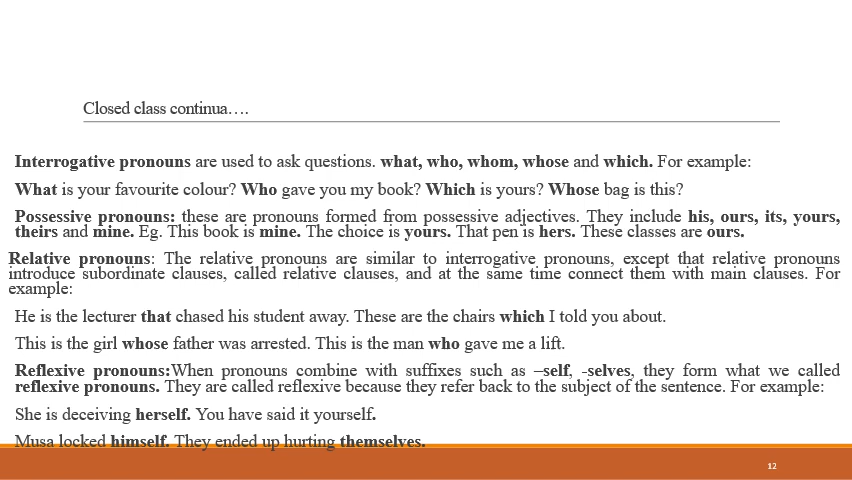 Closed class continua….
Interrogative pronouns are used to ask questions. what, who, whom, whose and which. For example:
What is your favourite colour? Who gave you my book? Which is yours? Whose bag is this?
Possessive pronouns: these are pronouns formed from possessive adjectives. They include his, ours, its, yours,
theirs and mine. Eg. This book is mine. The choice is yours. That pen is hers. These classes are ours.
Relative pronouns: The relative pronouns are similar to interrogative pronouns, except that relative pronouns
introduce subordinate clauses, called relative clauses, and at the same time connect them with main clauses. For
example:
He is the lecturer that chased his student away. These are the chairs which I told you about.
This is the girl whose father was arrested. This is the man who gave me a lift.
Reflexive pronouns:When pronouns combine with suffixes such as –self, -selves, they form what we called
reflexive pronouns. They are called reflexive because they refer back to the subject of the sentence. For example:
She is deceiving herself. You have said it yourself.
Musa locked himself. They ended up hurting themselves.
12